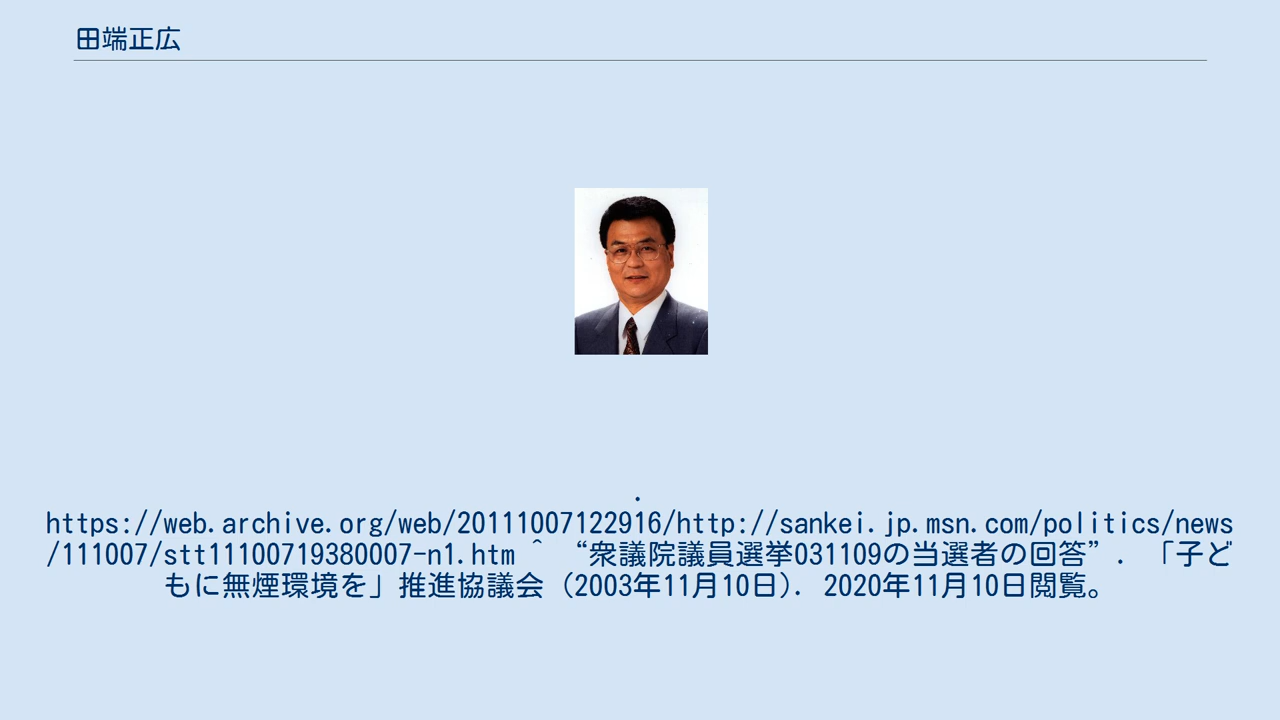 田端正広
.
https://web.archive.org/web/20111007122916/http://sankei.jp.msn.com/politics/news
/111007/stt11100719380007-n1.htm ^ “衆議院議員選挙031109の当選者の回答”. 「子ど
もに無煙環境を」推進協議会 (2003年11月10日). 2020年11月10日閲覧。